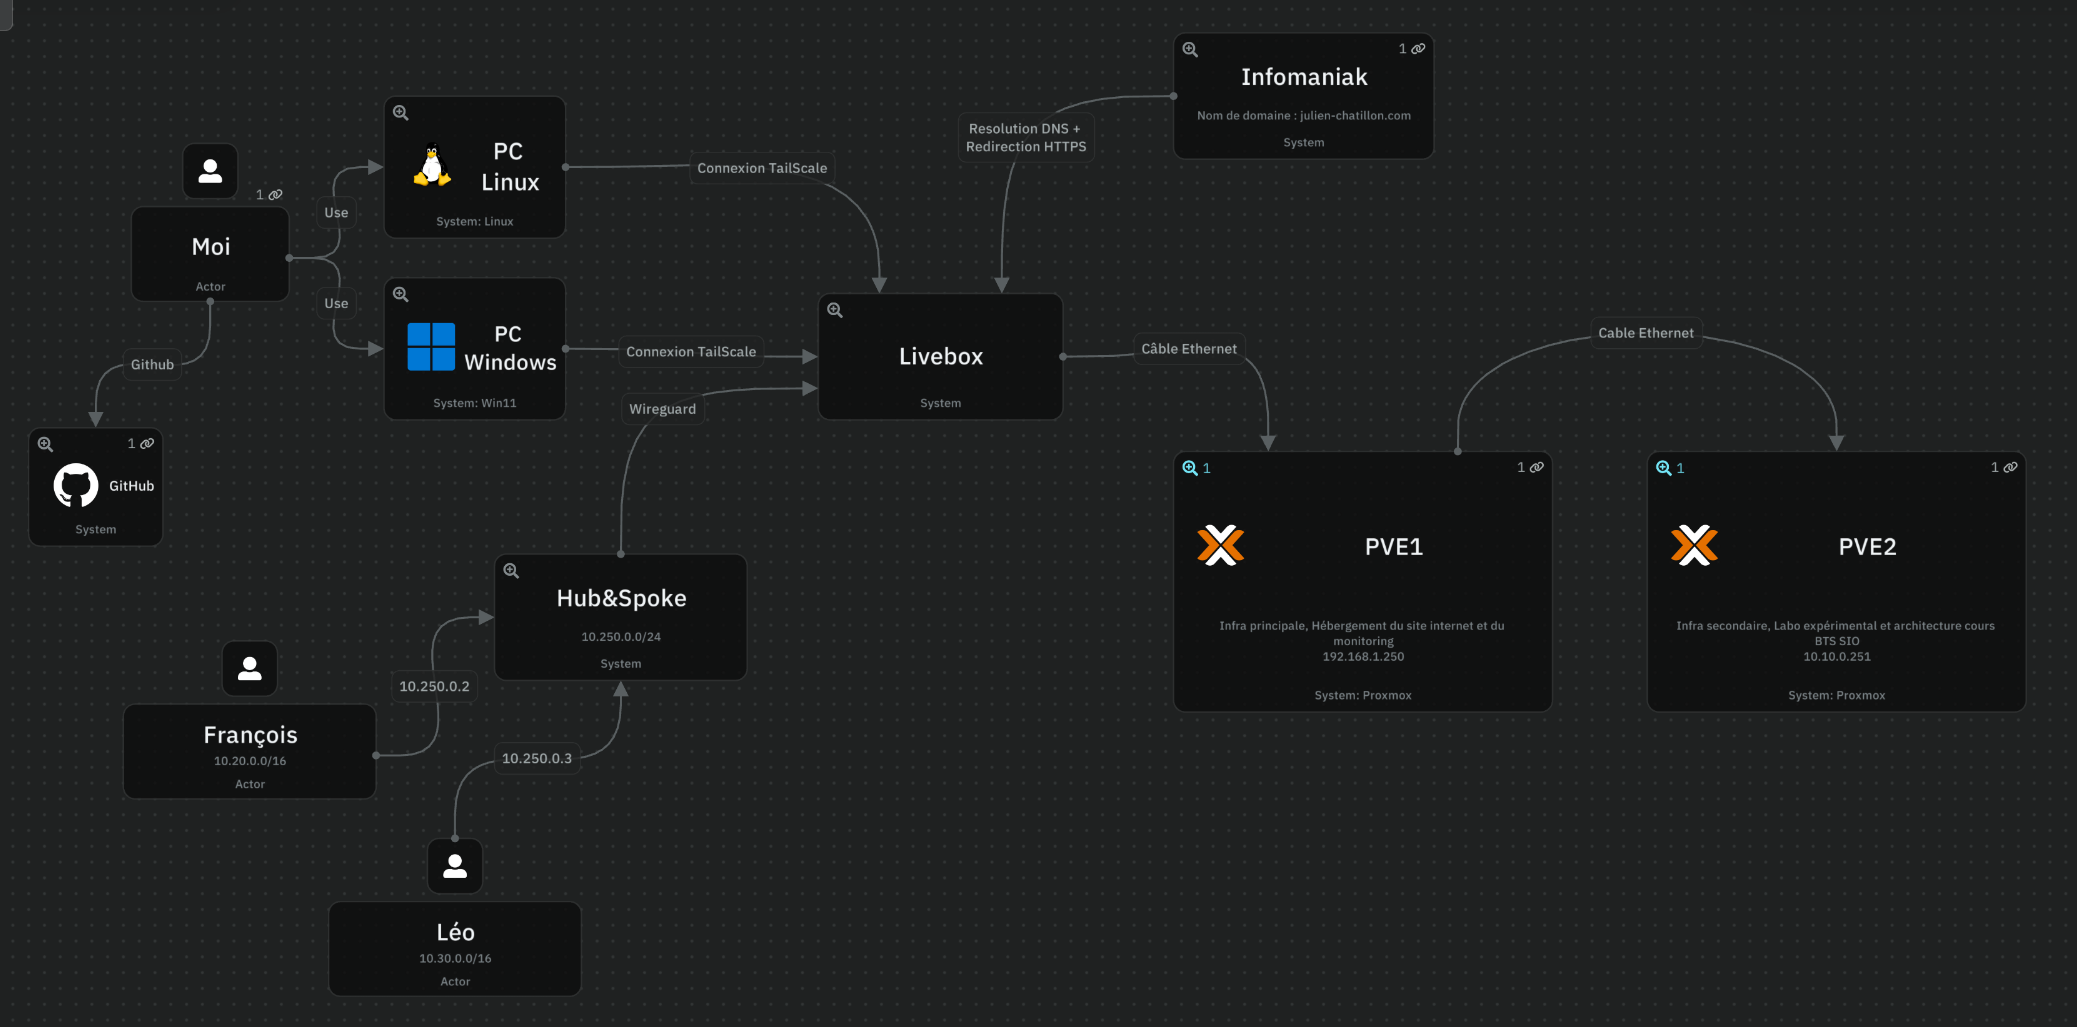 1
Infomaniak
Nom de domaine : julien-chatillon.com
System
Resolution DNS +
Redirection HTTPS
PC
Linux
System: Linux
Connexion TailScale
1
Moi
Actor
Use
Use
PC
Windows
System: Win11
Connexion TailScale
Livebox
System
Câble Ethernet
Cable Ethernet
Github
1
GitHub
System
Wireguard
1
1
PVE1
Infra principale, Hébergement du site internet et du
monitoring
192.168.1.250
System: Proxmox
1
1
PVE2
Infra secondaire, Labo expérimental et architecture cours
BTS SIO
10.10.0.251
System: Proxmox
Hub&Spoke
10.250.0.0/24
System
10.250.0.2
François
10.20.0.0/16
Actor
10.250.0.3
Léo
10.30.0.0/16
Actor